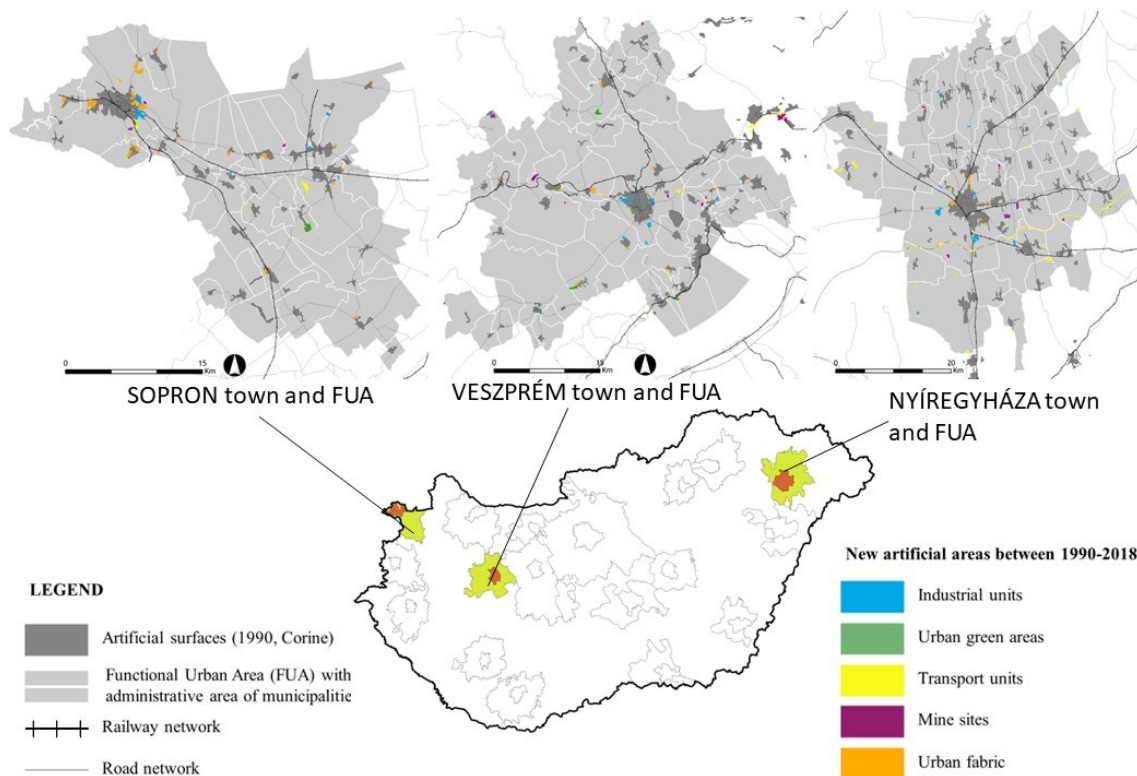 0 15
Km
0 15
Km
0 20
Km
SOPRON town and FUA
VESZPRÉM town and FUA
NYÍREGYHÁZA town
and FUA
LEGEND
Artificial surfaces (1990, Corine)
Functional Urban Area (FUA) with
administrative area of municipalitie
Railway network
Road network
New artificial areas between 1990-2018
Industrial units
Urban green areas
Transport units
Mine sites
Urban fabric